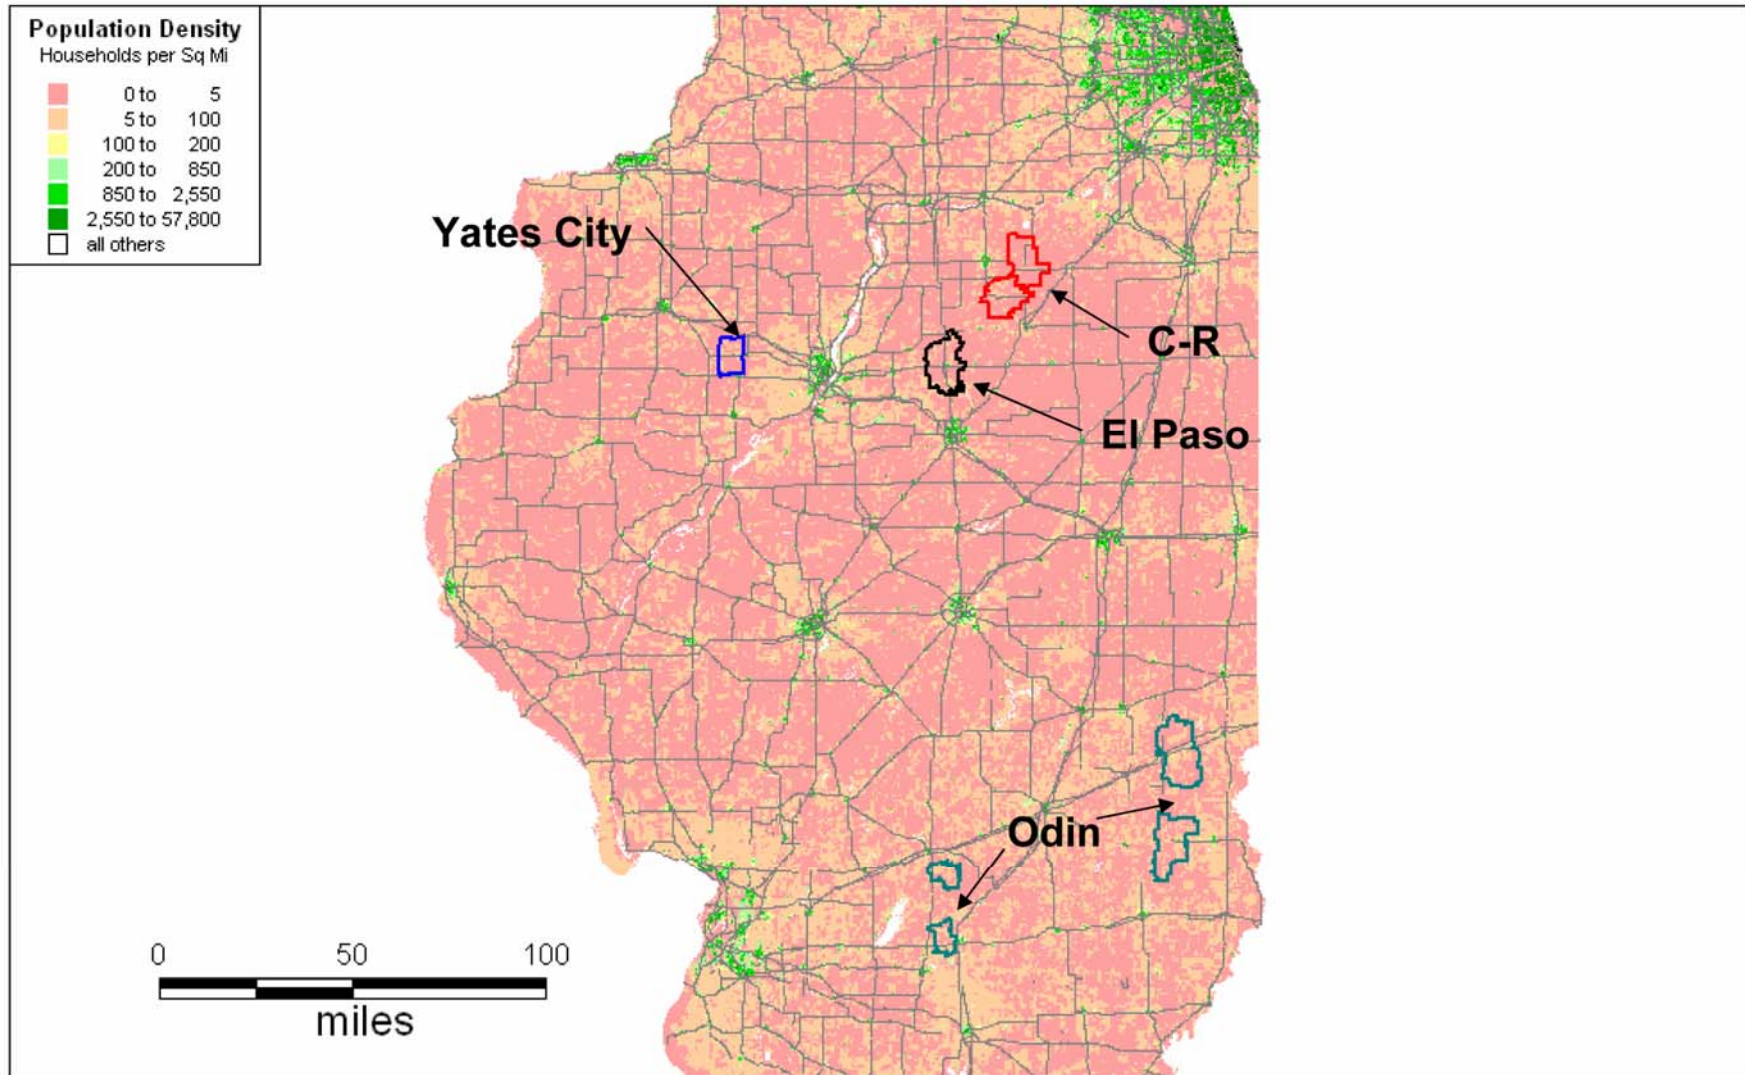 Population Density
Households per Sq Mi
0 to 5
5 to 100
100 to 200
200 to 850
850 to 2,550
2,550 to 57,800
all others
Yates City
C-R
El Paso
Odin
0 50 100
miles